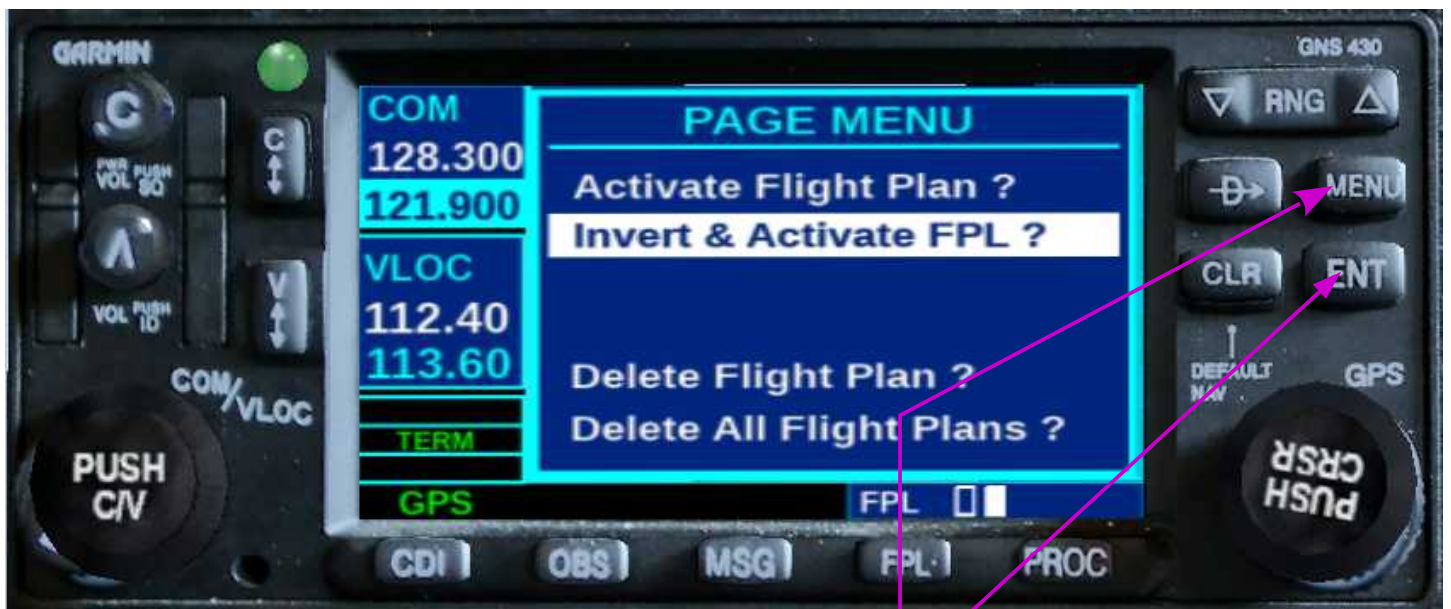 GARMIN
GNS 430
C
PWR
VOL
PUSH
SQ
V
VOL
PUSH
ID
COM/VLOC
PUSH
C/V
COM
128.300
121.900
VLOC
112.40
113.60
TERM
GPS
PAGE MENU
Activate Flight Plan ?
Invert & Activate FPL ?
Delete Flight Plan ?
Delete All Flight Plans ?
FPL
RNG
D
MENU
CLR
ENT
DEFAULT
NAV
GPS
PUSH
CRSR
CDI
OBS
MSG
FPL
PROC